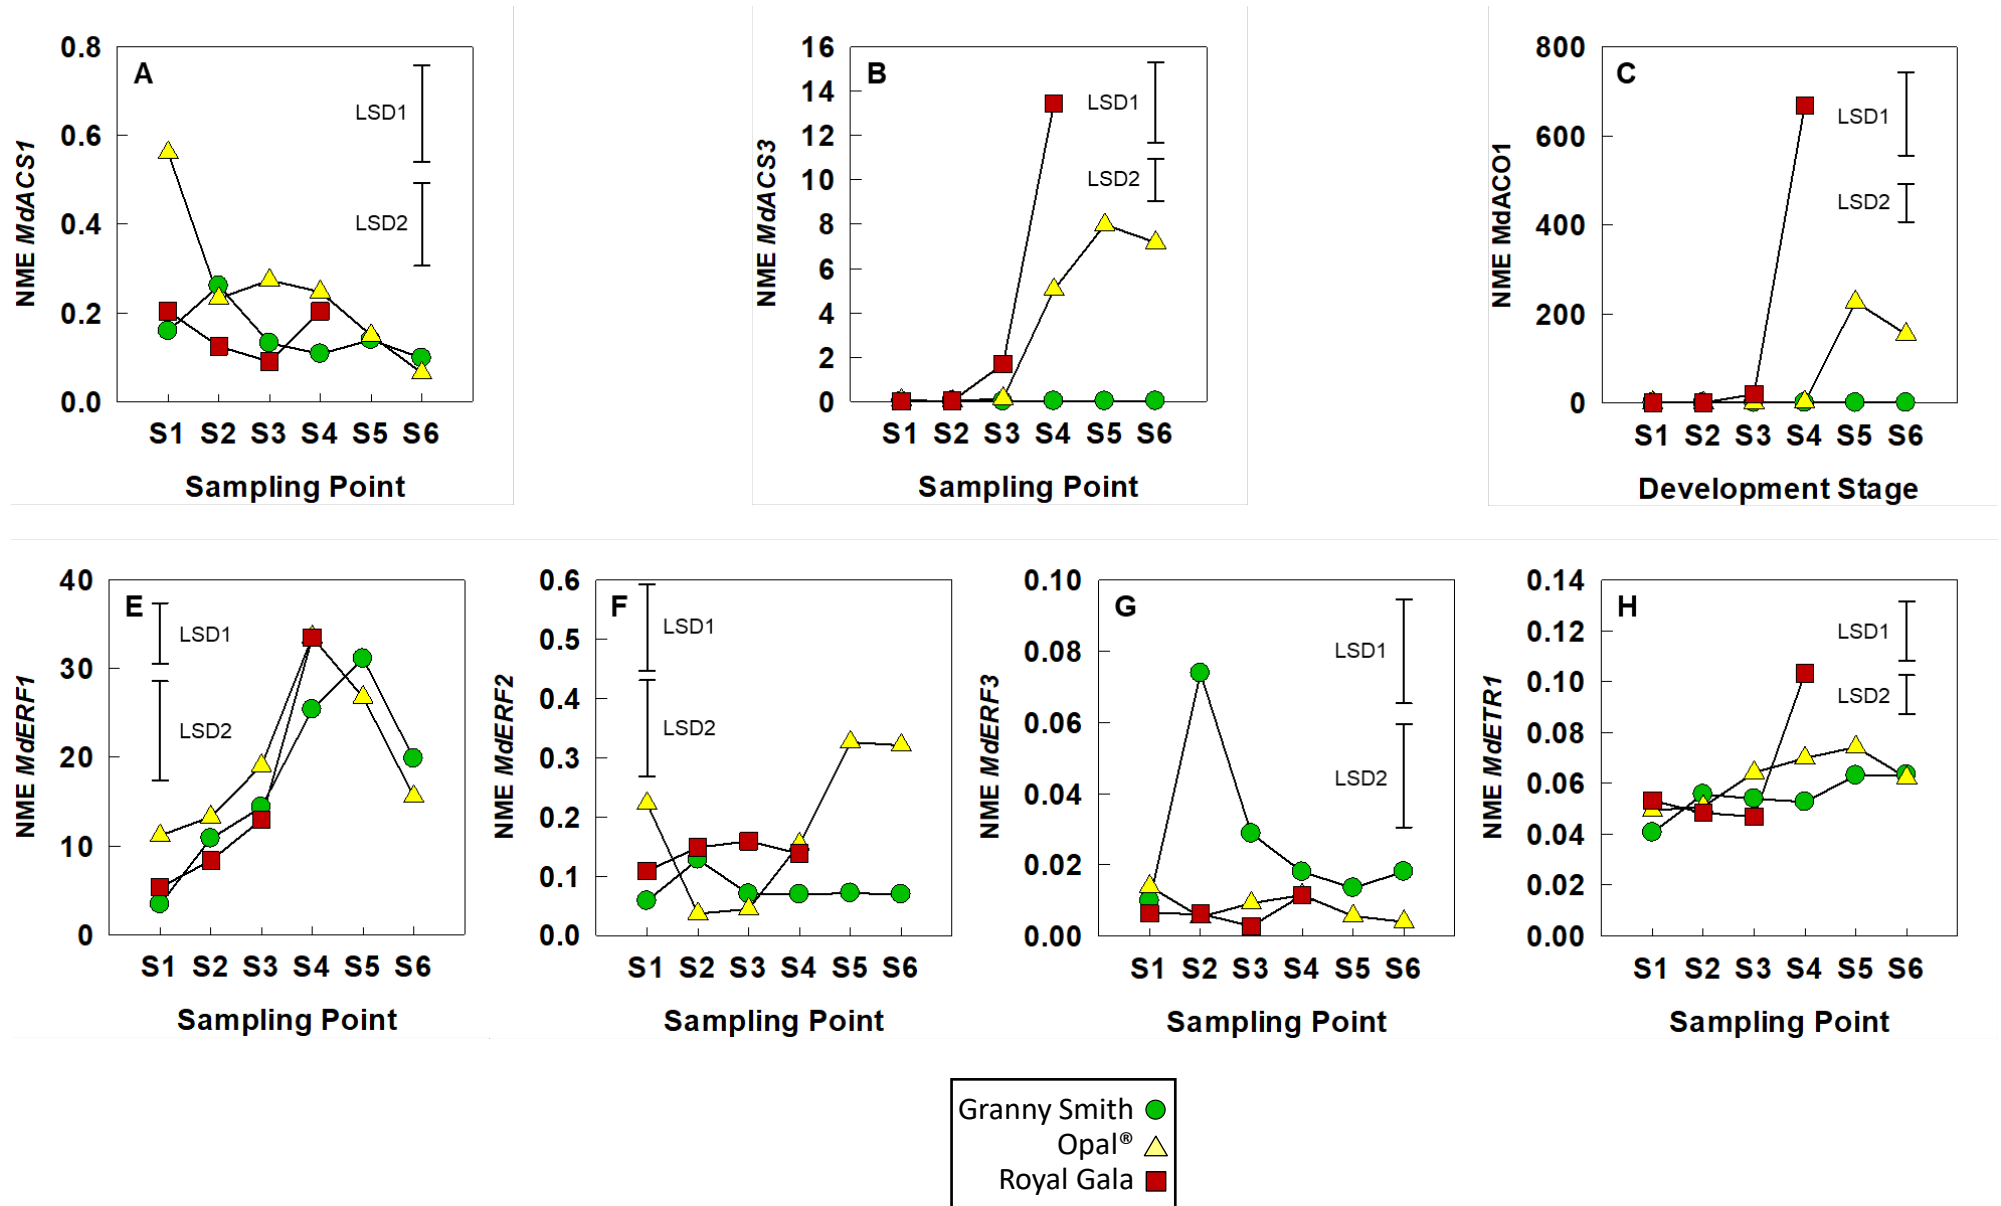 A
NME MdACS1
0.8
0.6
0.4
0.2
0.0
LSD1
LSD2
S1 S2 S3 S4 S5 S6
Sampling Point
B
NME MdACS3
16
14
12
10
8
6
4
2
0
LSD1
LSD2
S1 S2 S3 S4 S5 S6
Sampling Point
C
NME MdACO1
800
600
400
200
0
LSD1
LSD2
S1 S2 S3 S4 S5 S6
Development Stage
E
NME MdERF1
40
30
20
10
0
LSD1
LSD2
S1 S2 S3 S4 S5 S6
Sampling Point
F
NME MdERF2
0.6
0.5
0.4
0.3
0.2
0.1
0.0
LSD1
LSD2
S1 S2 S3 S4 S5 S6
Sampling Point
G
NME MdERF3
0.10
0.08
0.06
0.04
0.02
0.00
LSD1
LSD2
S1 S2 S3 S4 S5 S6
Sampling Point
H
NME MdETR1
0.14
0.12
0.10
0.08
0.06
0.04
0.02
0.00
LSD1
LSD2
S1 S2 S3 S4 S5 S6
Sampling Point
Granny Smith
Opal®
Royal Gala